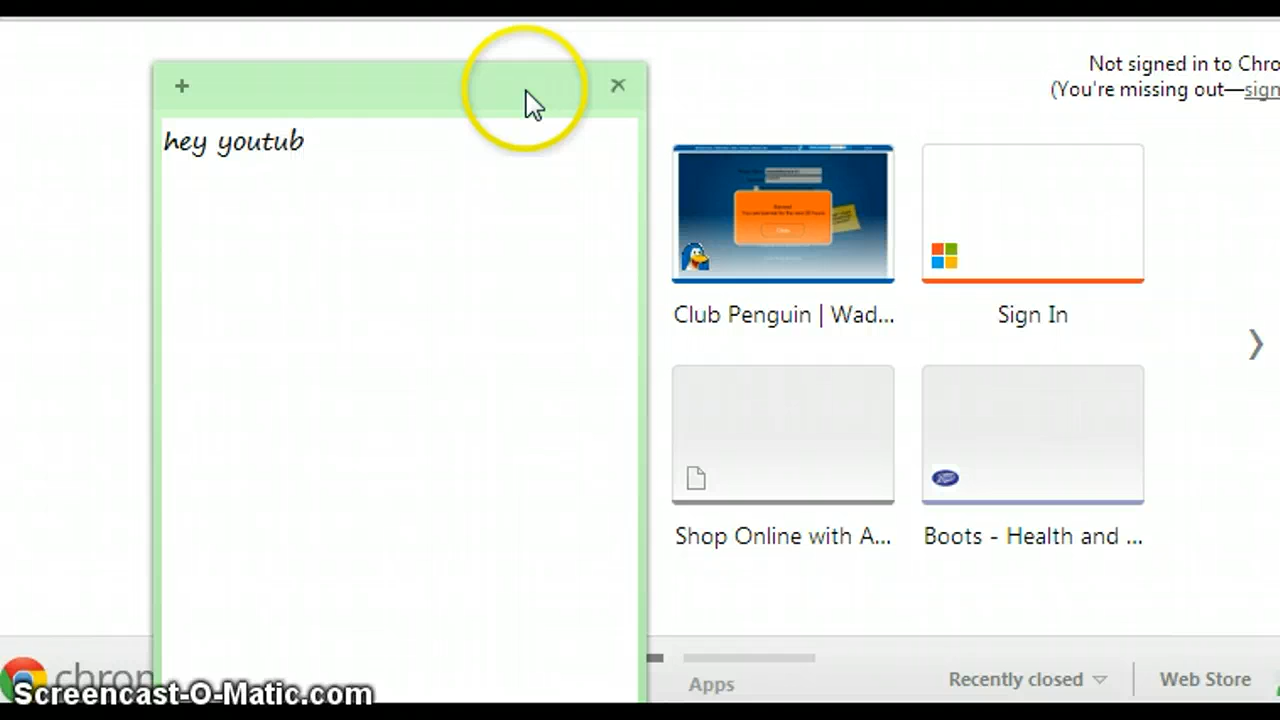 Not signed in to Chro
(You're missing out—sign
+
×
hey youtub
Club Penguin | Wad...
Sign In
Shop Online with A...
Boots - Health and ...
chrom
Apps
Recently closed
Web Store
Screencast-O-Matic.com